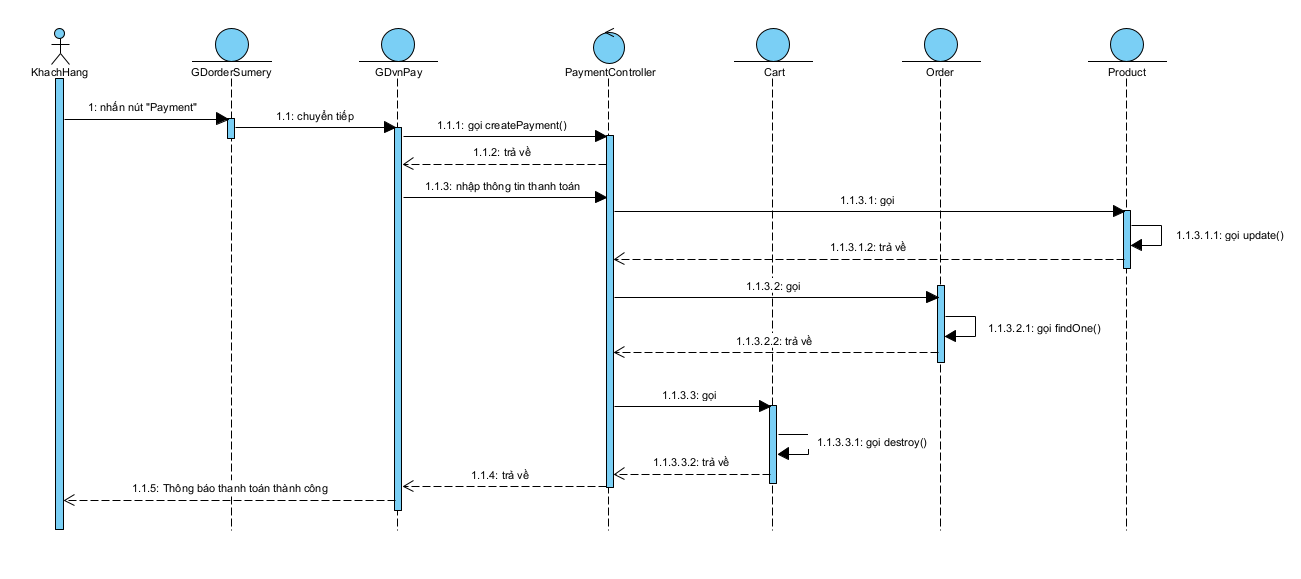 KhachHang
GDorderSumery
GDvnPay
PaymentController
Cart
Order
Product
1: nhấn nút "Payment"
1.1: chuyển tiếp
1.1.1: gọi createPayment()
1.1.2: trả về
1.1.3: nhập thông tin thanh toán
1.1.3.1: gọi
1.1.3.1.1: gọi update()
1.1.3.1.2: trả về
1.1.3.2: gọi
1.1.3.2.1: gọi findOne()
1.1.3.2.2: trả về
1.1.3.3: gọi
1.1.3.3.1: gọi destroy()
1.1.3.3.2: trả về
1.1.4: trả về
1.1.5: Thông báo thanh toán thành công